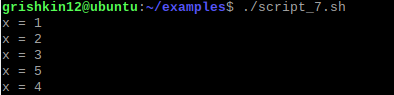 grishkin12@ubuntu:~/examples$ ./script_7.sh
x = 1
x = 2
x = 3
x = 5
x = 4